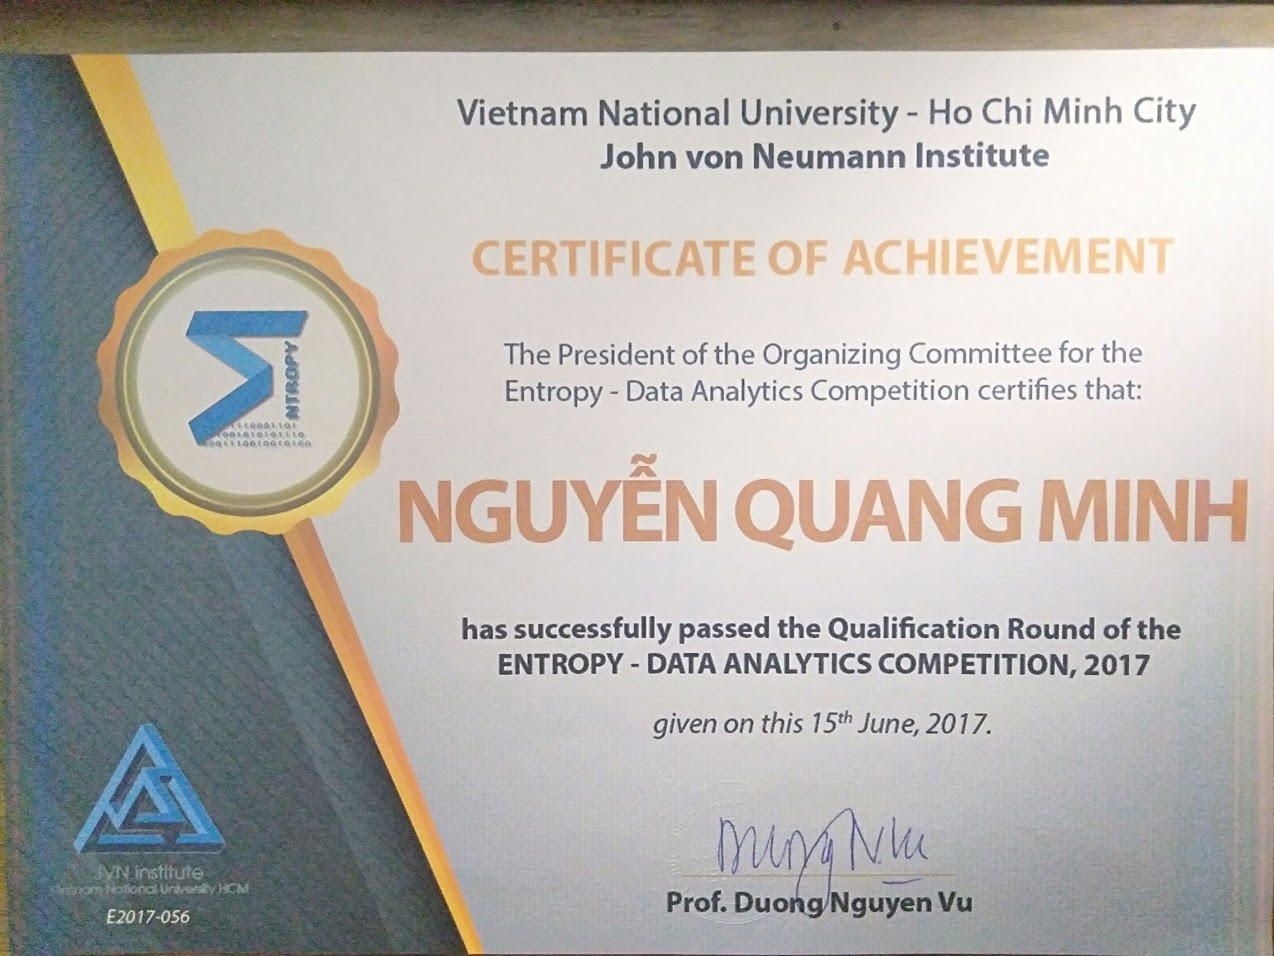 Vietnam National University - Ho Chi Minh City
John von Neumann Institute
CERTIFICATE OF ACHIEVEMENT
The President of the Organizing Committee for the
Entropy - Data Analytics Competition certifies that:
NGUYỄN QUANG MINH
has successfully passed the Qualification Round of the
ENTROPY - DATA ANALYTICS COMPETITION, 2017
given on this 15th June, 2017.
Prof. Duong Nguyen Vu
NTROPY
JVN institute
Vietnam National University HCM
E2017-056